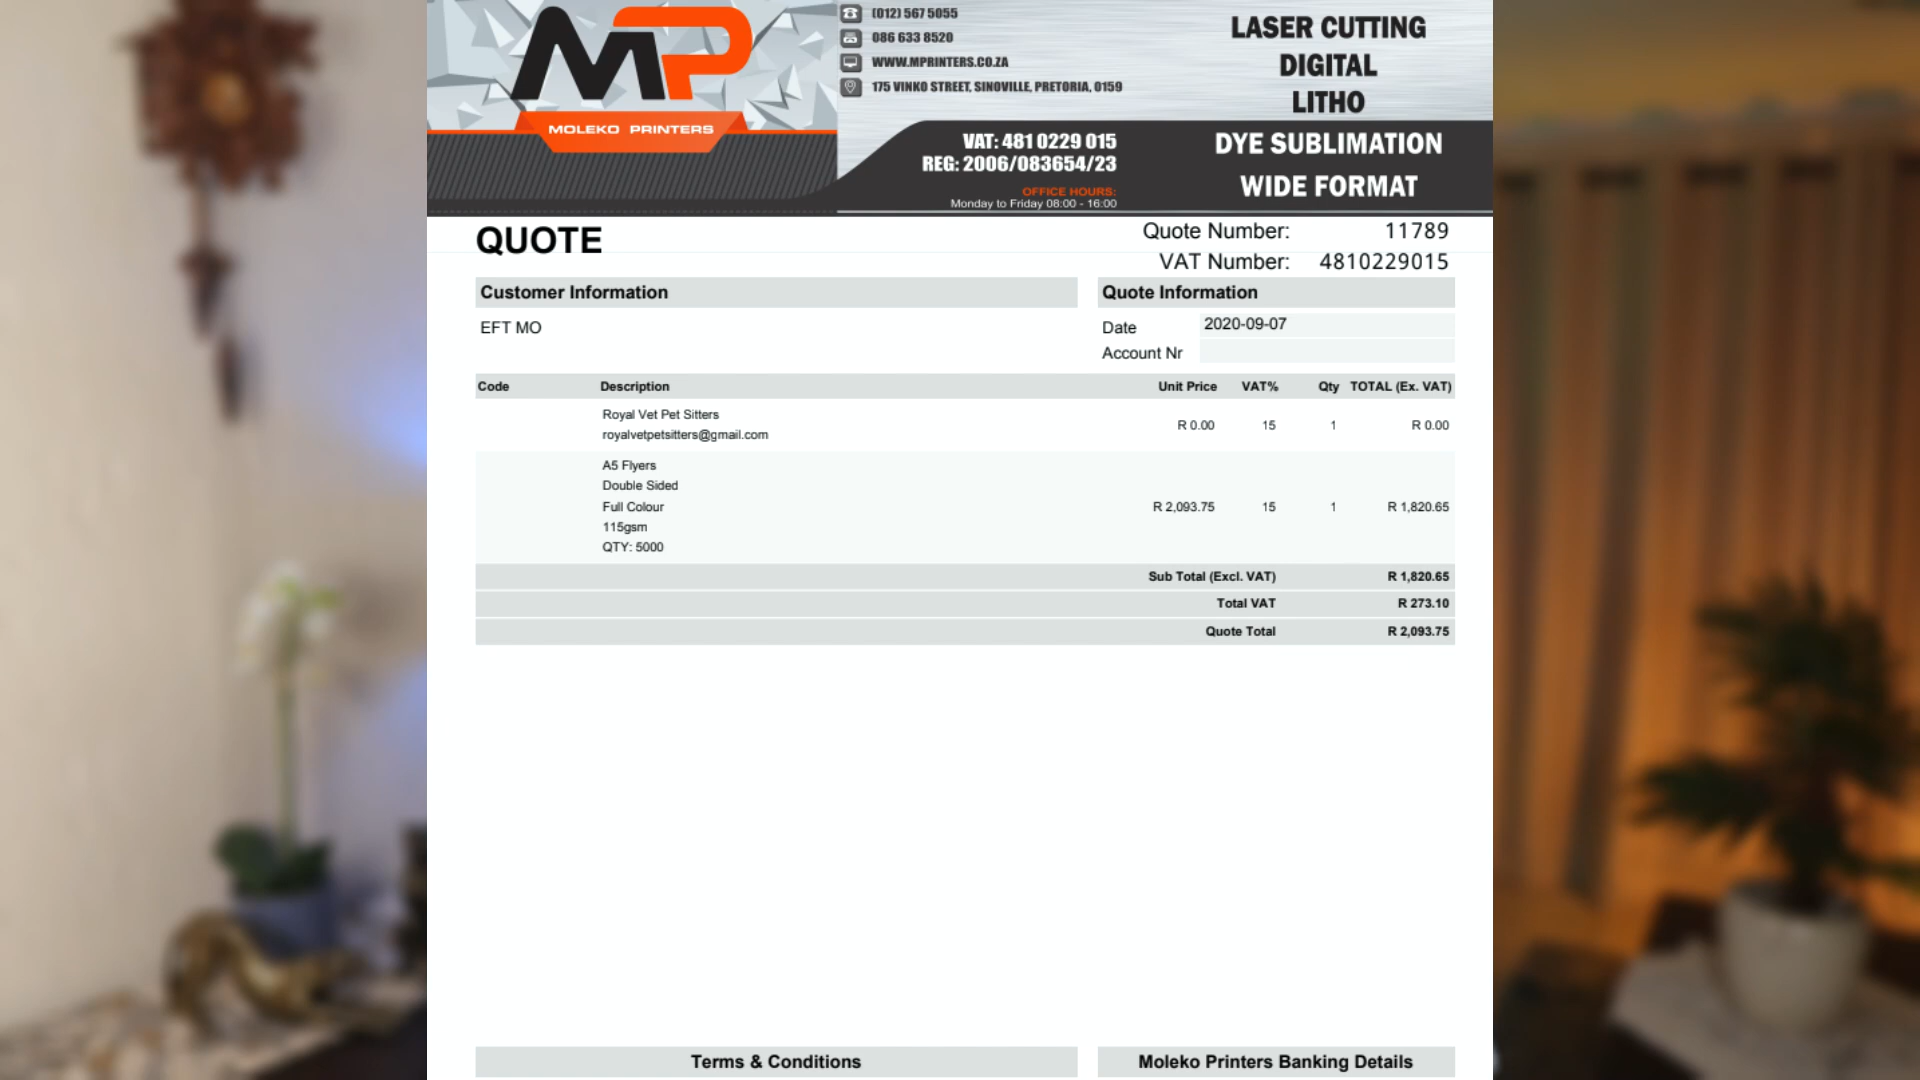 MP
MOLEKO PRINTERS
(012) 567 5055
086 633 8520
WWW.MPRINTERS.CO.ZA
175 VINKO STREET, SINOVILLE, PRETORIA, 0159
VAT: 481 0229 015
REG: 2006/083654/23
OFFICE HOURS:
Monday to Friday 08:00 - 16:00
LASER CUTTING
DIGITAL
LITHO
DYE SUBLIMATION
WIDE FORMAT
QUOTE
Quote Number: 11789
VAT Number: 4810229015
Customer Information
EFT MO
Quote Information
Date 2020-09-07
Account Nr
Code Description Unit Price VAT% Qty TOTAL (Ex. VAT)
Royal Vet Pet Sitters
royalvetpetsitters@gmail.com
R 0.00 15 1 R 0.00
A5 Flyers
Double Sided
Full Colour R 2,093.75 15 1 R 1,820.65
115gsm
QTY: 5000
Sub Total (Excl. VAT) R 1,820.65
Total VAT R 273.10
Quote Total R 2,093.75
Terms & Conditions
Moleko Printers Banking Details